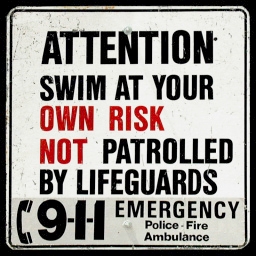 ATTENTION
SWIM AT YOUR
OWN RISK
NOT PATROLLED
BY LIFEGUARDS
911 EMERGENCY
Police - Fire
Ambulance